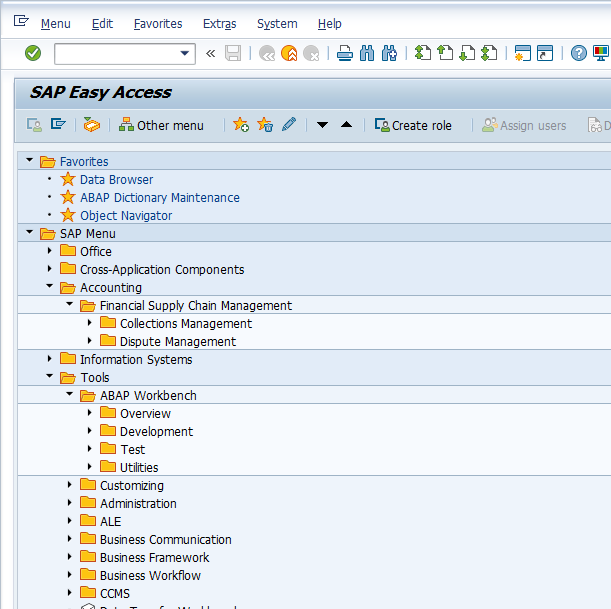 Menu Edit Favorites Extras System Help
SAP Easy Access
Other menu Create role Assign users D
Favorites
Data Browser
ABAP Dictionary Maintenance
Object Navigator
SAP Menu
Office
Cross-Application Components
Accounting
Financial Supply Chain Management
Collections Management
Dispute Management
Information Systems
Tools
ABAP Workbench
Overview
Development
Test
Utilities
Customizing
Administration
ALE
Business Communication
Business Framework
Business Workflow
CCMS